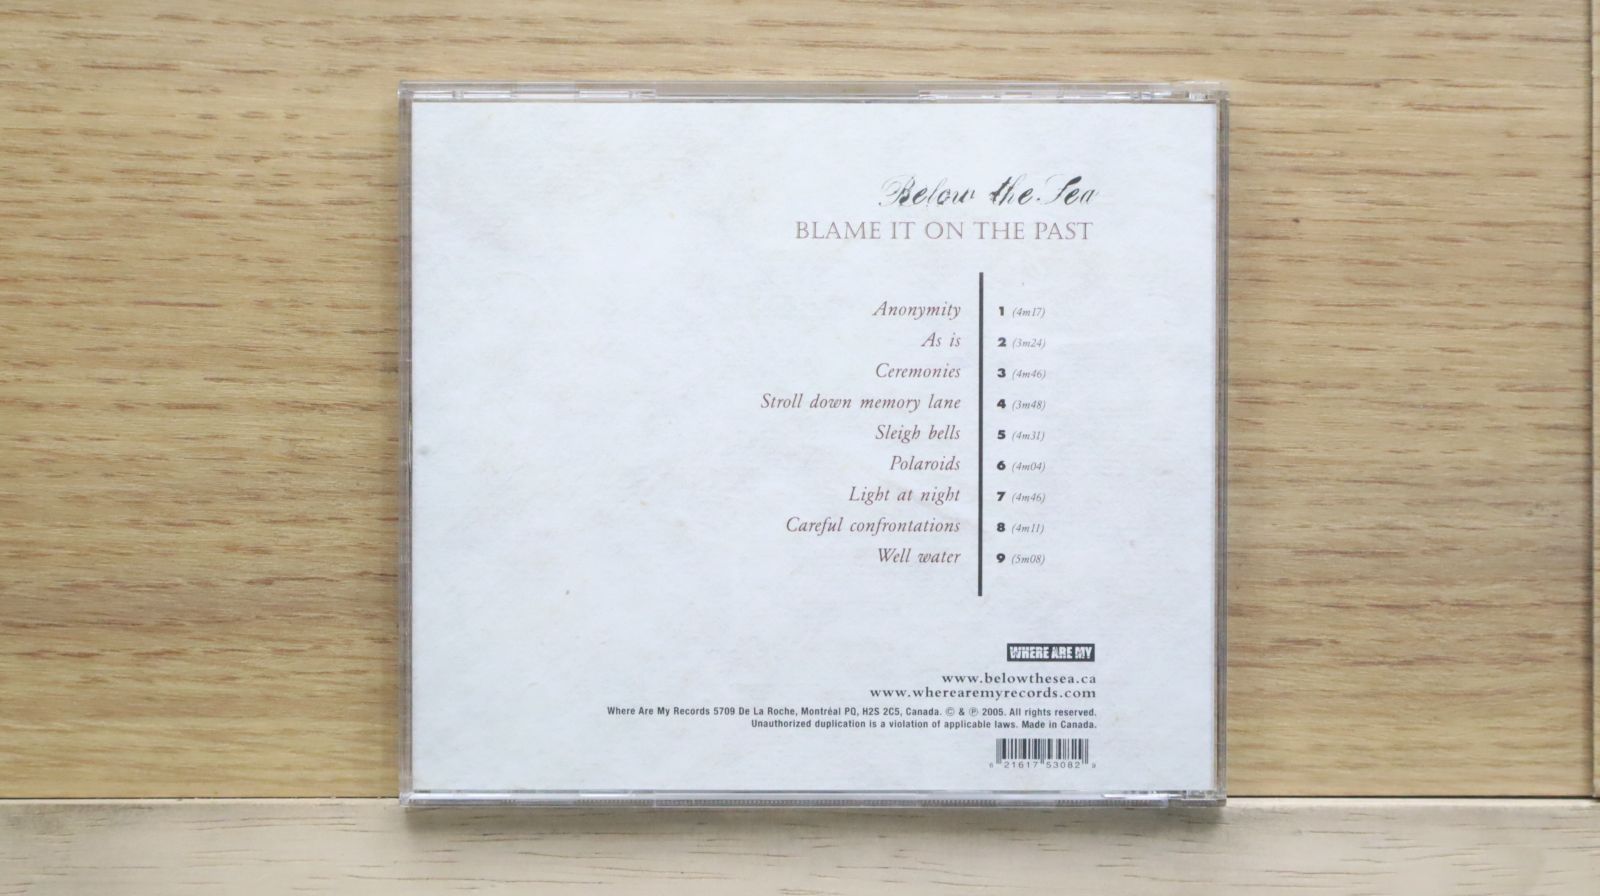 Below the Sea
BLAME IT ON THE PAST
Anonymity 1 (4m17)
As is 2 (3m24)
Ceremonies 3 (4m46)
Stroll down memory lane 4 (3m48)
Sleigh bells 5 (4m31)
Polaroids 6 (4m04)
Light at night 7 (4m46)
Careful confrontations 8 (4m11)
Well water 9 (5m08)
WHERE ARE MY
www.belowthesea.ca
www.wherearemyrecords.com
Where Are My Records 5709 De La Roche, Montréal PQ, H2S 2C5, Canada. © & ℗ 2005. All rights reserved.
Unauthorized duplication is a violation of applicable laws. Made in Canada.
6 21617 53082 9